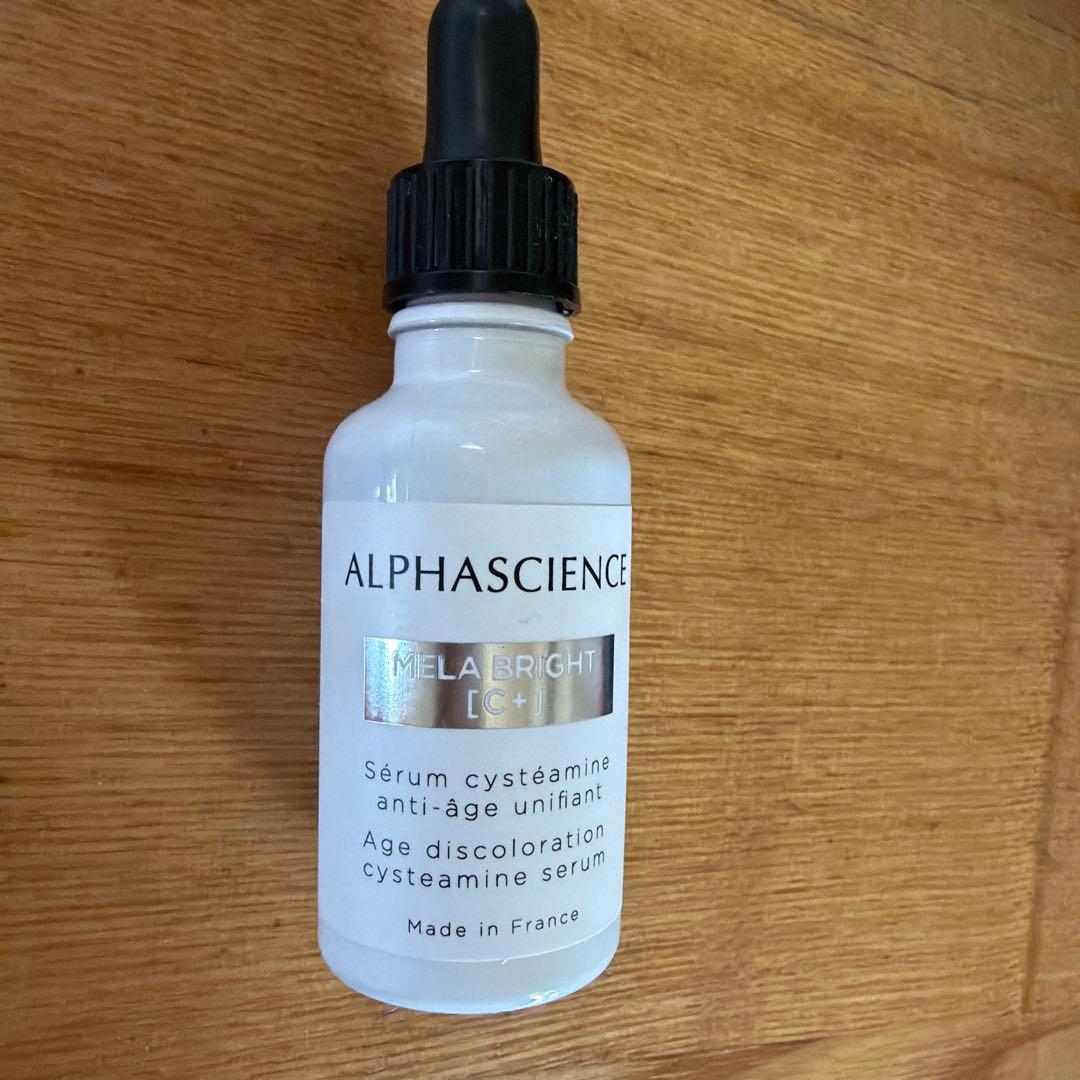 ALPHASCIENCE
MELA BRIGHT
[C+]
Sérum cystéamine
anti-âge unifiant
Age discoloration
cysteamine serum
Made in France